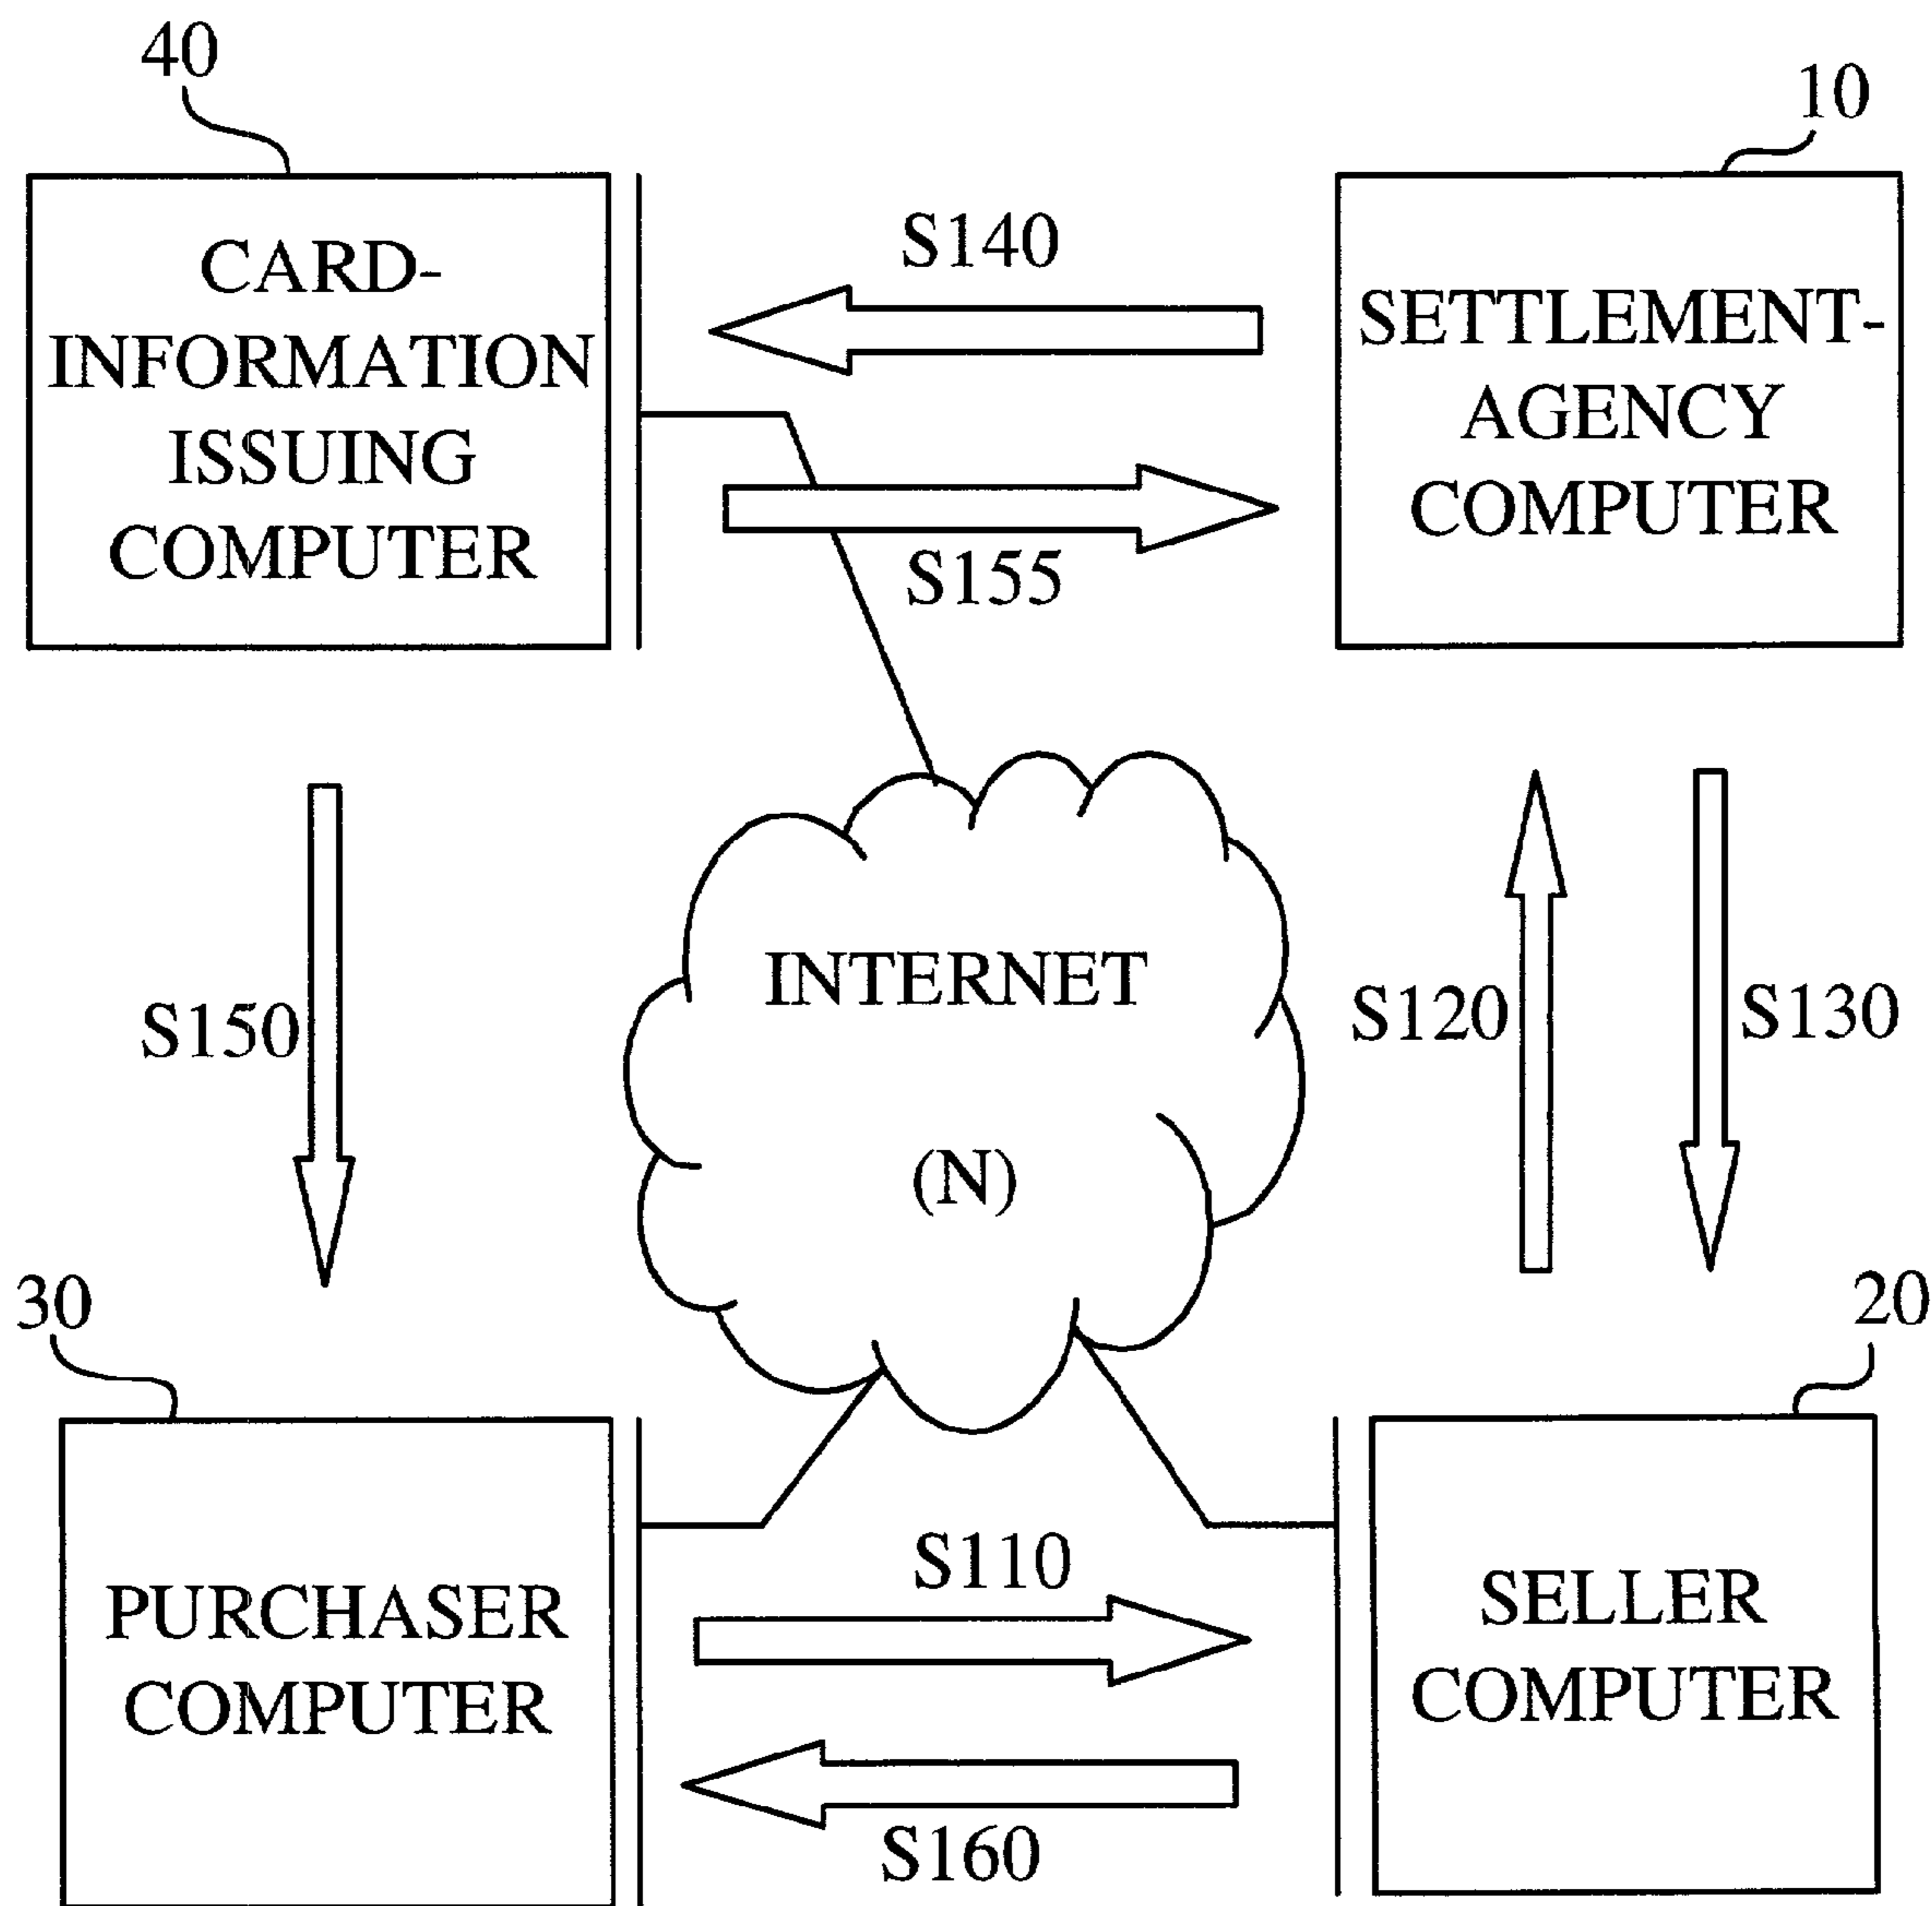 40
10
CARD-
INFORMATION
ISSUING
COMPUTER
S140
SETTLEMENT-
AGENCY
COMPUTER
S155
INTERNET
(N)
S150
S120
S130
30
20
PURCHASER
COMPUTER
S110
SELLER
COMPUTER
S160